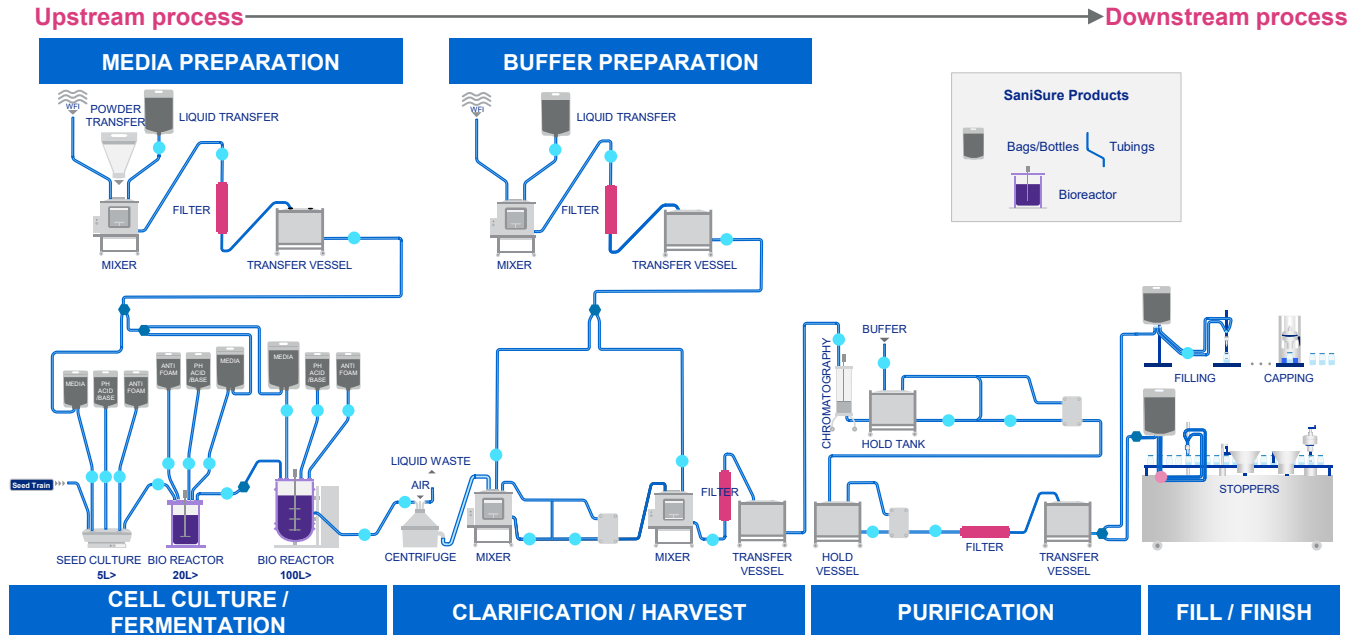 Upstream process
Downstream process
MEDIA PREPARATION
BUFFER PREPARATION
SaniSure Products
Bags/Bottles
Tubings
Bioreactor
WFI
POWDER
TRANSFER
LIQUID TRANSFER
FILTER
MIXER
TRANSFER VESSEL
WFI
LIQUID TRANSFER
FILTER
MIXER
TRANSFER VESSEL
MEDIA
PH
ACID
/BASE
ANTI
FOAM
ANTI
FOAM
PH
ACID
/BASE
MEDIA
MEDIA
PH
ACID
/BASE
ANTI
FOAM
Seed Train
SEED CULTURE
5L>
BIO REACTOR
20L>
BIO REACTOR
100L>
LIQUID WASTE
AIR
CENTRIFUGE
MIXER
MIXER
FILTER
TRANSFER
VESSEL
CHROMATOGRAPHY
BUFFER
HOLD TANK
HOLD
VESSEL
FILTER
TRANSFER
VESSEL
FILLING
CAPPING
STOPPERS
CELL CULTURE /
FERMENTATION
CLARIFICATION / HARVEST
PURIFICATION
FILL / FINISH